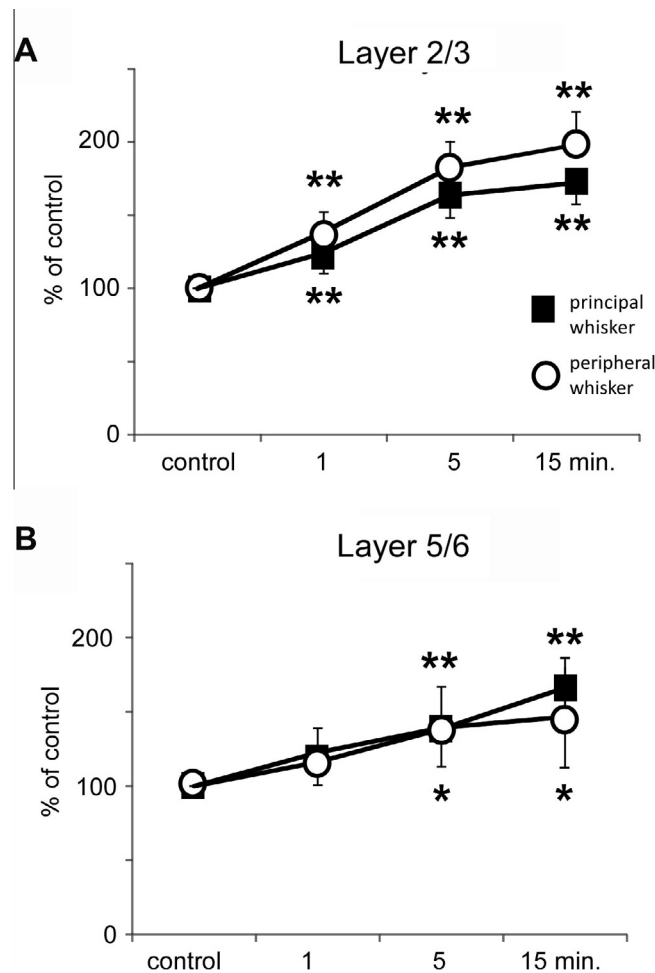 A
Layer 2/3
% of control
200
100
0
**
**
**
**
**
**
principal
whisker
peripheral
whisker
control 1 5 15 min.
B
Layer 5/6
% of control
200
100
0
**
**
*
*
control 1 5 15 min.